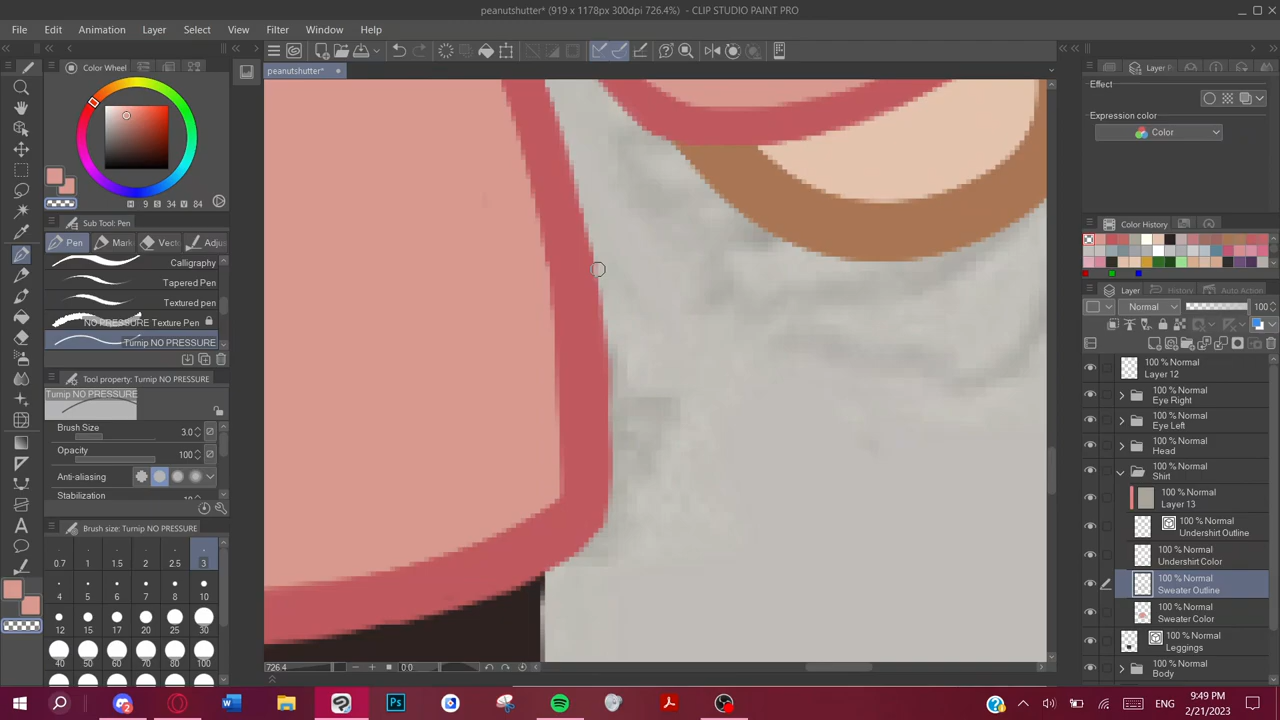 peanutshutter* (919 x 1178px 300dpi 726.4%) - CLIP STUDIO PAINT PRO
File Edit Animation Layer Select View Filter Window Help
peanutshutter*
Color Wheel
H 9 S 34 V 84
Sub Tool: Pen
Pen Mark Vect Adjus
Calligraphy
Tapered Pen
Textured pen
NO PRESSURE Texture Pen
Turnip NO PRESSURE
Tool property: Turnip NO PRESSURE
Turnip NO PRESSURE
Brush Size 3.0
Opacity 100
Anti-aliasing
Stabilization
Brush size: Turnip NO PRESSURE
0.7 1 1.5 2 2.5 3
4 5 6 7 8 10
12 15 17 20 25 30
40 50 60 70 80 100
726.4
0.0
Layer P
Effect
Expression color
Color
Color History
Layer History Auto Action
Normal 100
100 % Normal
Layer 12
100 % Normal
Eye Right
100 % Normal
Eye Left
100 % Normal
Head
100 % Normal
Shirt
100 % Normal
Layer 13
100 % Normal
Undershirt Outline
100 % Normal
Undershirt Color
100 % Normal
Sweater Outline
100 % Normal
Sweater Color
100 % Normal
Leggings
100 % Normal
Body
9:49 PM
2/21/2023